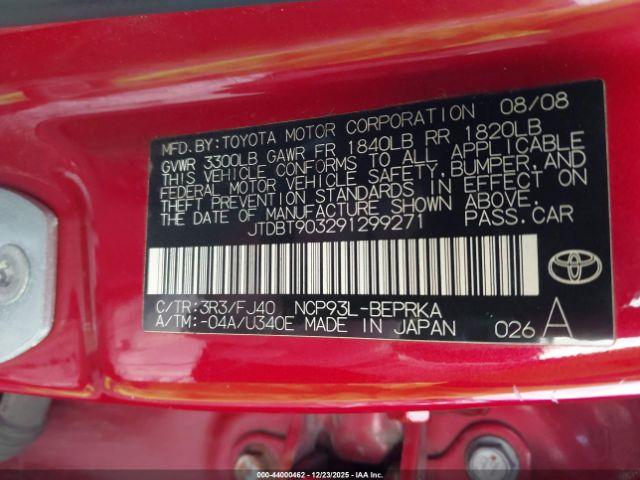 MFD. BY: TOYOTA MOTOR CORPORATION 08/08
GVWR 3300LB GAWR FR 1840LB RR 1820LB
THIS VEHICLE CONFORMS TO ALL APPLICABLE
FEDERAL MOTOR VEHICLE SAFETY, BUMPER, AND
THEFT PREVENTION STANDARDS IN EFFECT ON
THE DATE OF MANUFACTURE SHOWN ABOVE.
JTDBT903291299271 PASS. CAR
C/TR: 3R3/FJ40 NCP93L-BEPRKA
A/TM: -04A/U340E MADE IN JAPAN 026 A
000-44000462 - 12/23/2025 - IAAI.com